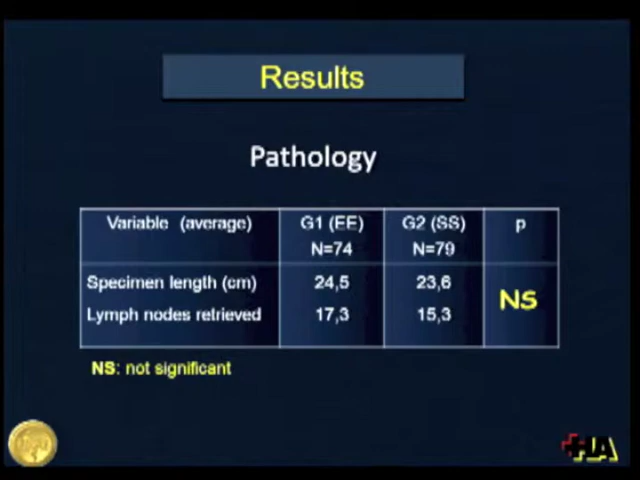 Results
Pathology
Variable (average) G1 (EE) G2 (SS) p
N=74 N=79
Specimen length (cm) 24,5 23,6 NS
Lymph nodes retrieved 17,3 15,3
NS: not significant
HA